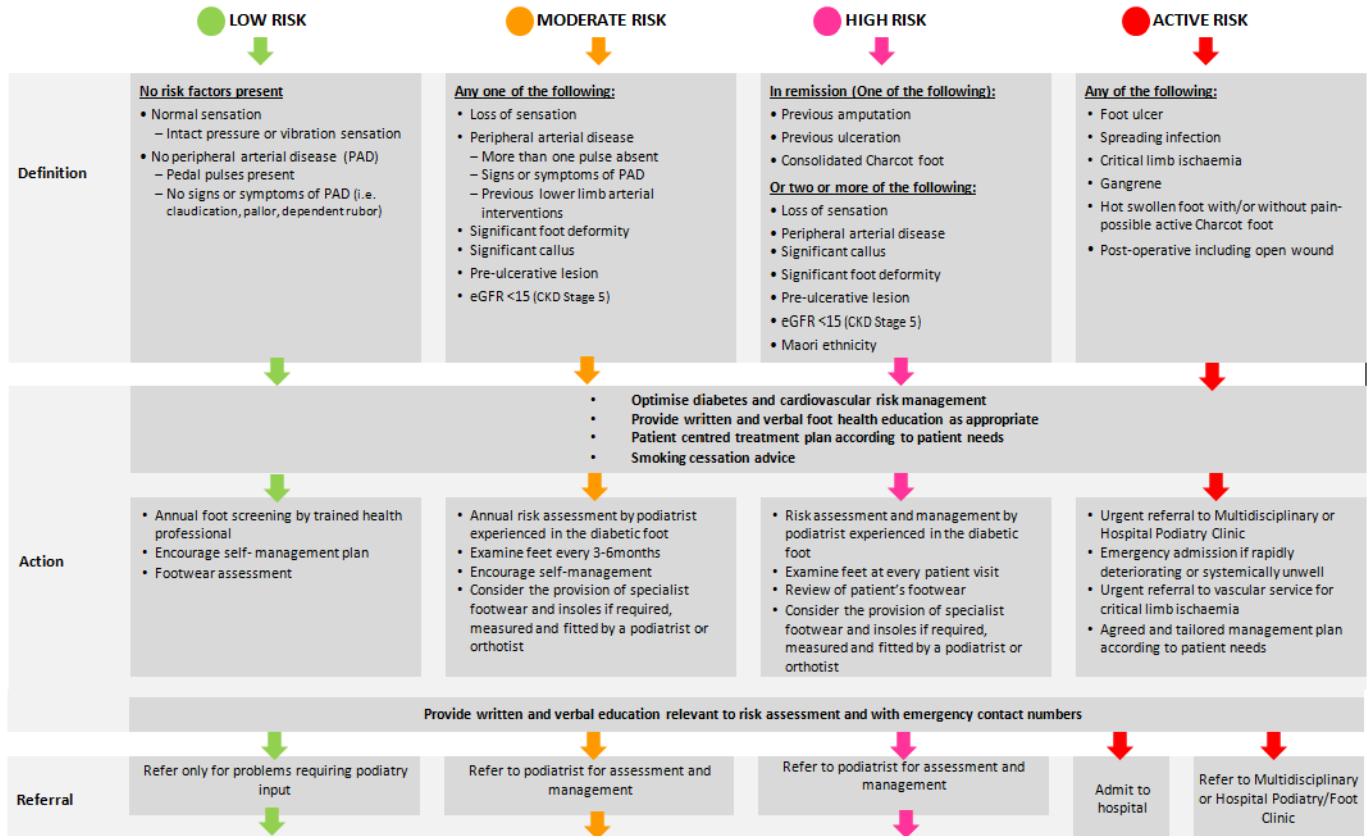 LOW RISK
MODERATE RISK
HIGH RISK
ACTIVE RISK
Definition
No risk factors present
• Normal sensation
– Intact pressure or vibration sensation
• No peripheral arterial disease (PAD)
– Pedal pulses present
– No signs or symptoms of PAD (i.e.
claudication, pallor, dependent rubor)
Any one of the following:
• Loss of sensation
• Peripheral arterial disease
– More than one pulse absent
– Signs or symptoms of PAD
– Previous lower limb arterial
interventions
• Significant foot deformity
• Significant callus
• Pre-ulcerative lesion
• eGFR <15 (CKD Stage 5)
In remission (One of the following):
• Previous amputation
• Previous ulceration
• Consolidated Charcot foot
Or two or more of the following:
• Loss of sensation
• Peripheral arterial disease
• Significant callus
• Significant foot deformity
• Pre-ulcerative lesion
• eGFR <15 (CKD Stage 5)
• Maori ethnicity
Any of the following:
• Foot ulcer
• Spreading infection
• Critical limb ischaemia
• Gangrene
• Hot swollen foot with/or without pain-
possible active Charcot foot
• Post-operative including open wound
Action
• Optimise diabetes and cardiovascular risk management
• Provide written and verbal foot health education as appropriate
• Patient centred treatment plan according to patient needs
• Smoking cessation advice
• Annual foot screening by trained health
professional
• Encourage self- management plan
• Footwear assessment
• Annual risk assessment by podiatrist
experienced in the diabetic foot
• Examine feet every 3-6months
• Encourage self-management
• Consider the provision of specialist
footwear and insoles if required,
measured and fitted by a podiatrist or
orthotist
• Risk assessment and management by
podiatrist experienced in the diabetic
foot
• Examine feet at every patient visit
• Review of patient's footwear
• Consider the provision of specialist
footwear and insoles if required,
measured and fitted by a podiatrist or
orthotist
• Urgent referral to Multidisciplinary or
Hospital Podiatry Clinic
• Emergency admission if rapidly
deteriorating or systemically unwell
• Urgent referral to vascular service for
critical limb ischaemia
• Agreed and tailored management plan
according to patient needs
Provide written and verbal education relevant to risk assessment and with emergency contact numbers
Referral
Refer only for problems requiring podiatry
input
Refer to podiatrist for assessment and
management
Refer to podiatrist for assessment and
management
Admit to
hospital
Refer to Multidisciplinary
or Hospital Podiatry/Foot
Clinic